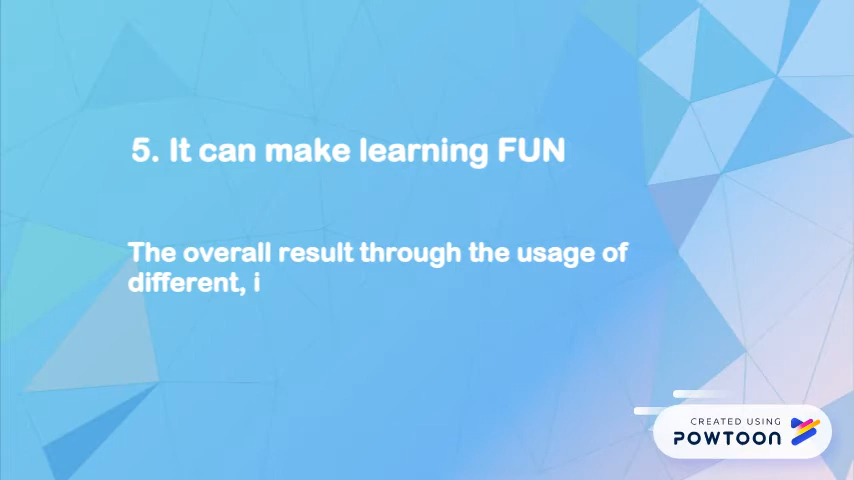 5. It can make learning FUN
The overall result through the usage of
different, i
CREATED USING
POWTOON